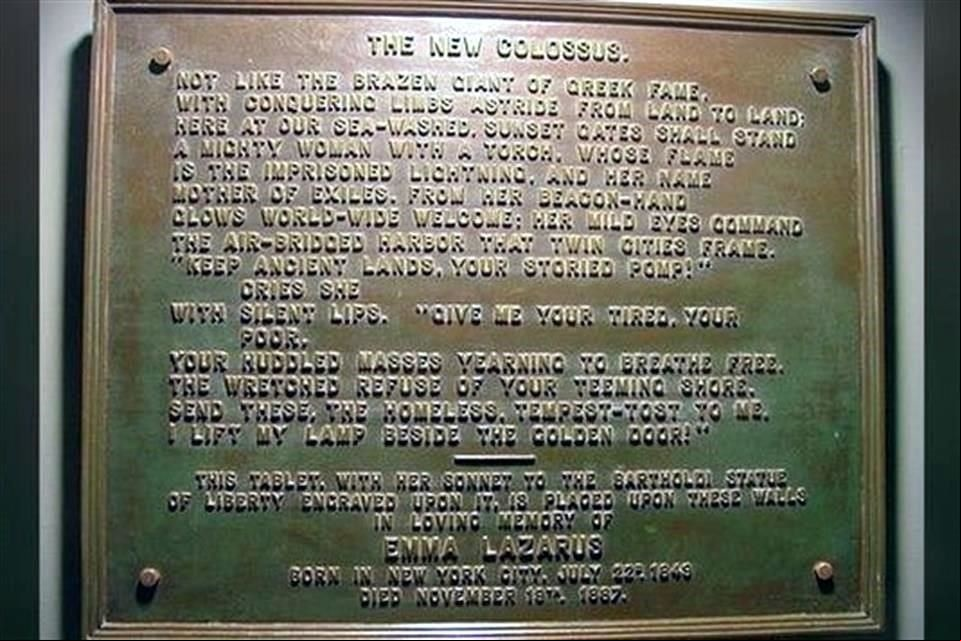 THE NEW COLOSSUS.
NOT LIKE THE BRAZEN GIANT OF GREEK FAME,
WITH CONQUERING LIMBS ASTRIDE FROM LAND TO LAND;
HERE AT OUR SEA-WASHED, SUNSET GATES SHALL STAND
A MIGHTY WOMAN WITH A TORCH, WHOSE FLAME
IS THE IMPRISONED LIGHTNING, AND HER NAME
MOTHER OF EXILES. FROM HER BEACON-HAND
GLOWS WORLD-WIDE WELCOME; HER MILD EYES COMMAND
THE AIR-BRIDGED HARBOR THAT TWIN CITIES FRAME.
"KEEP ANCIENT LANDS, YOUR STORIED POMP!"
CRIES SHE
WITH SILENT LIPS. "GIVE ME YOUR TIRED, YOUR
POOR,
YOUR HUDDLED MASSES YEARNING TO BREATHE FREE,
THE WRETCHED REFUSE OF YOUR TEEMING SHORE.
SEND THESE, THE HOMELESS, TEMPEST-TOST TO ME.
I LIFT MY LAMP BESIDE THE GOLDEN DOOR!"
THIS TABLET, WITH HER SONNET TO THE BARTHOLDI STATUE
OF LIBERTY ENGRAVED UPON IT, IS PLACED UPON THESE WALLS
IN LOVING MEMORY OF
EMMA LAZARUS
BORN IN NEW YORK CITY, JULY 22D, 1849
DIED NOVEMBER 19TH, 1887.